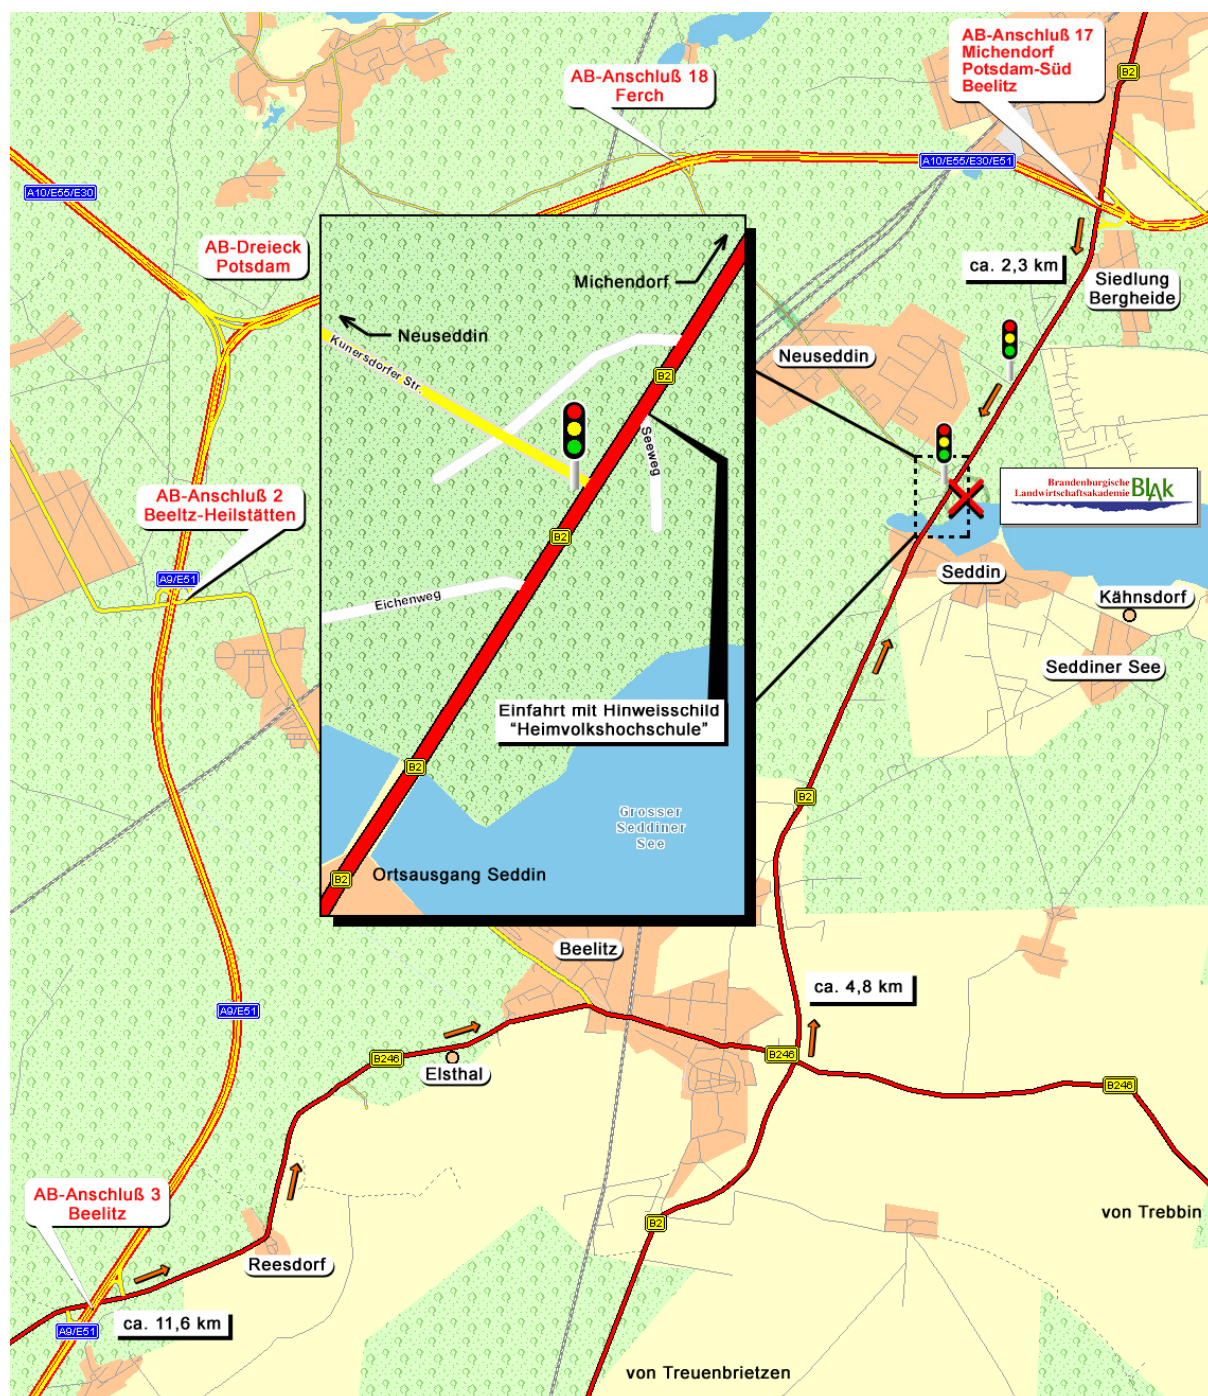 AB-Anschluß 17
Michendorf
Potsdam-Süd
Beelitz
B2
AB-Anschluß 18
Ferch
A10/E55/E30/E51
A10/E55/E30
AB-Dreieck
Potsdam
ca. 2,3 km
Siedlung
Bergheide
Michendorf
Neuseddin
Kunersdorfer Str.
B2
Seeweg
B2
Eichenweg
Einfahrt mit Hinweisschild
“Heimvolkshochschule”
B2
Grosser
Seddiner
See
Ortsausgang Seddin
B2
Neuseddin
Brandenburgische
Landwirtschaftsakademie
BLAk
Seddin
Kähnsdorf
Seddiner See
AB-Anschluß 2
Beeltz-Heilstätten
A9/E51
B2
Beelitz
ca. 4,8 km
A9/E51
B246
Elsthal
B246
B246
AB-Anschluß 3
Beelitz
Reesdorf
B2
von Trebbin
ca. 11,6 km
A9/E51
von Treuenbrietzen